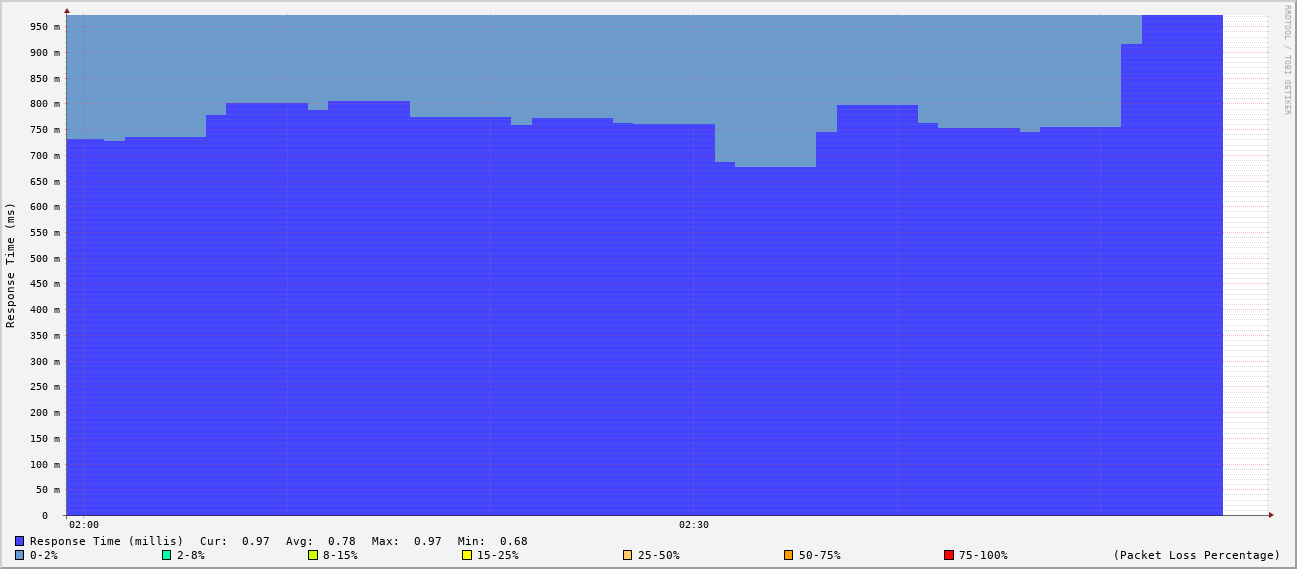 RRDTOOL / TOBI OETIKER
Response Time (ms)
950 m
900 m
850 m
800 m
750 m
700 m
650 m
600 m
550 m
500 m
450 m
400 m
350 m
300 m
250 m
200 m
150 m
100 m
50 m
0
02:00 02:30
Response Time (millis) Cur: 0.97 Avg: 0.78 Max: 0.97 Min: 0.68
0-2% 2-8% 8-15% 15-25% 25-50% 50-75% 75-100% (Packet Loss Percentage)